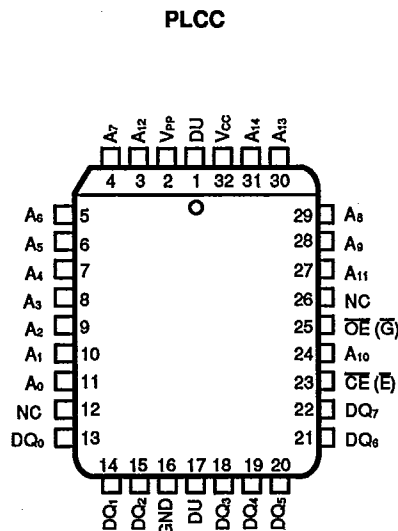 PLCC
A7 A12 VPP DU VCC A14 A13
4 3 2 1 32 31 30
A6 5 29 A8
A5 6 28 A9
A4 7 27 A11
A3 8 26 NC
A2 9 25 OE (G)
A1 10 24 A10
A0 11 23 CE (E)
NC 12 22 DQ7
DQ0 13 21 DQ6
14 15 16 17 18 19 20
DQ1 DQ2 GND DU DQ3 DQ4 DQ5